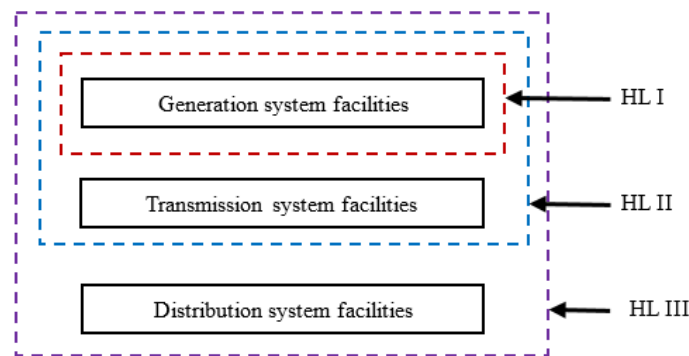 Generation system facilities
HL I
Transmission system facilities
HL II
Distribution system facilities
HL III